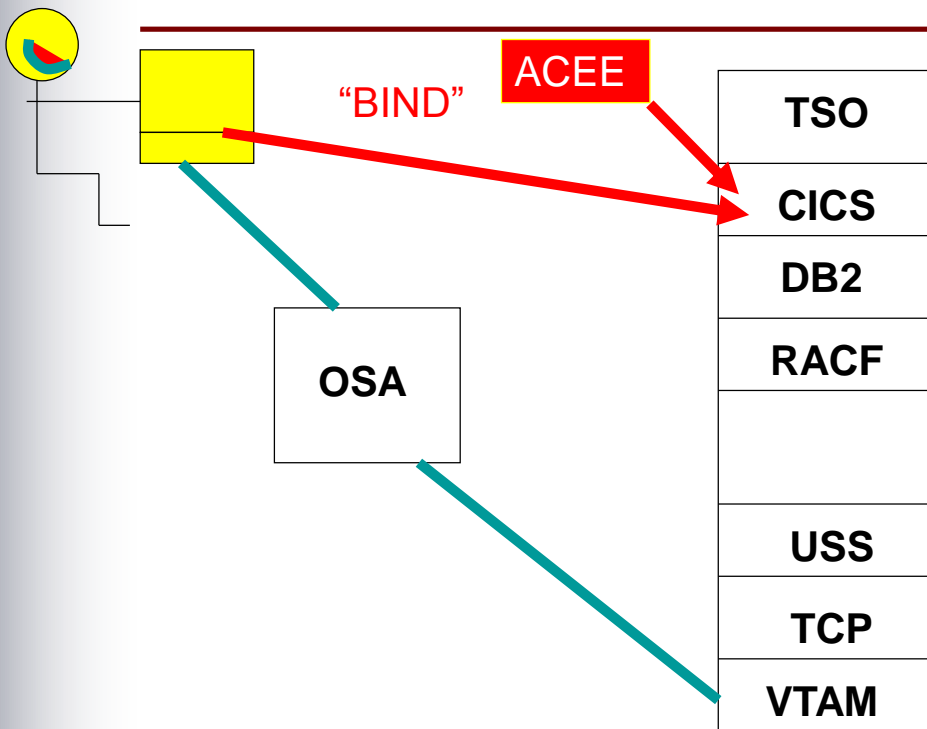 “BIND”
ACEE
TSO
CICS
DB2
RACF
OSA
USS
TCP
VTAM